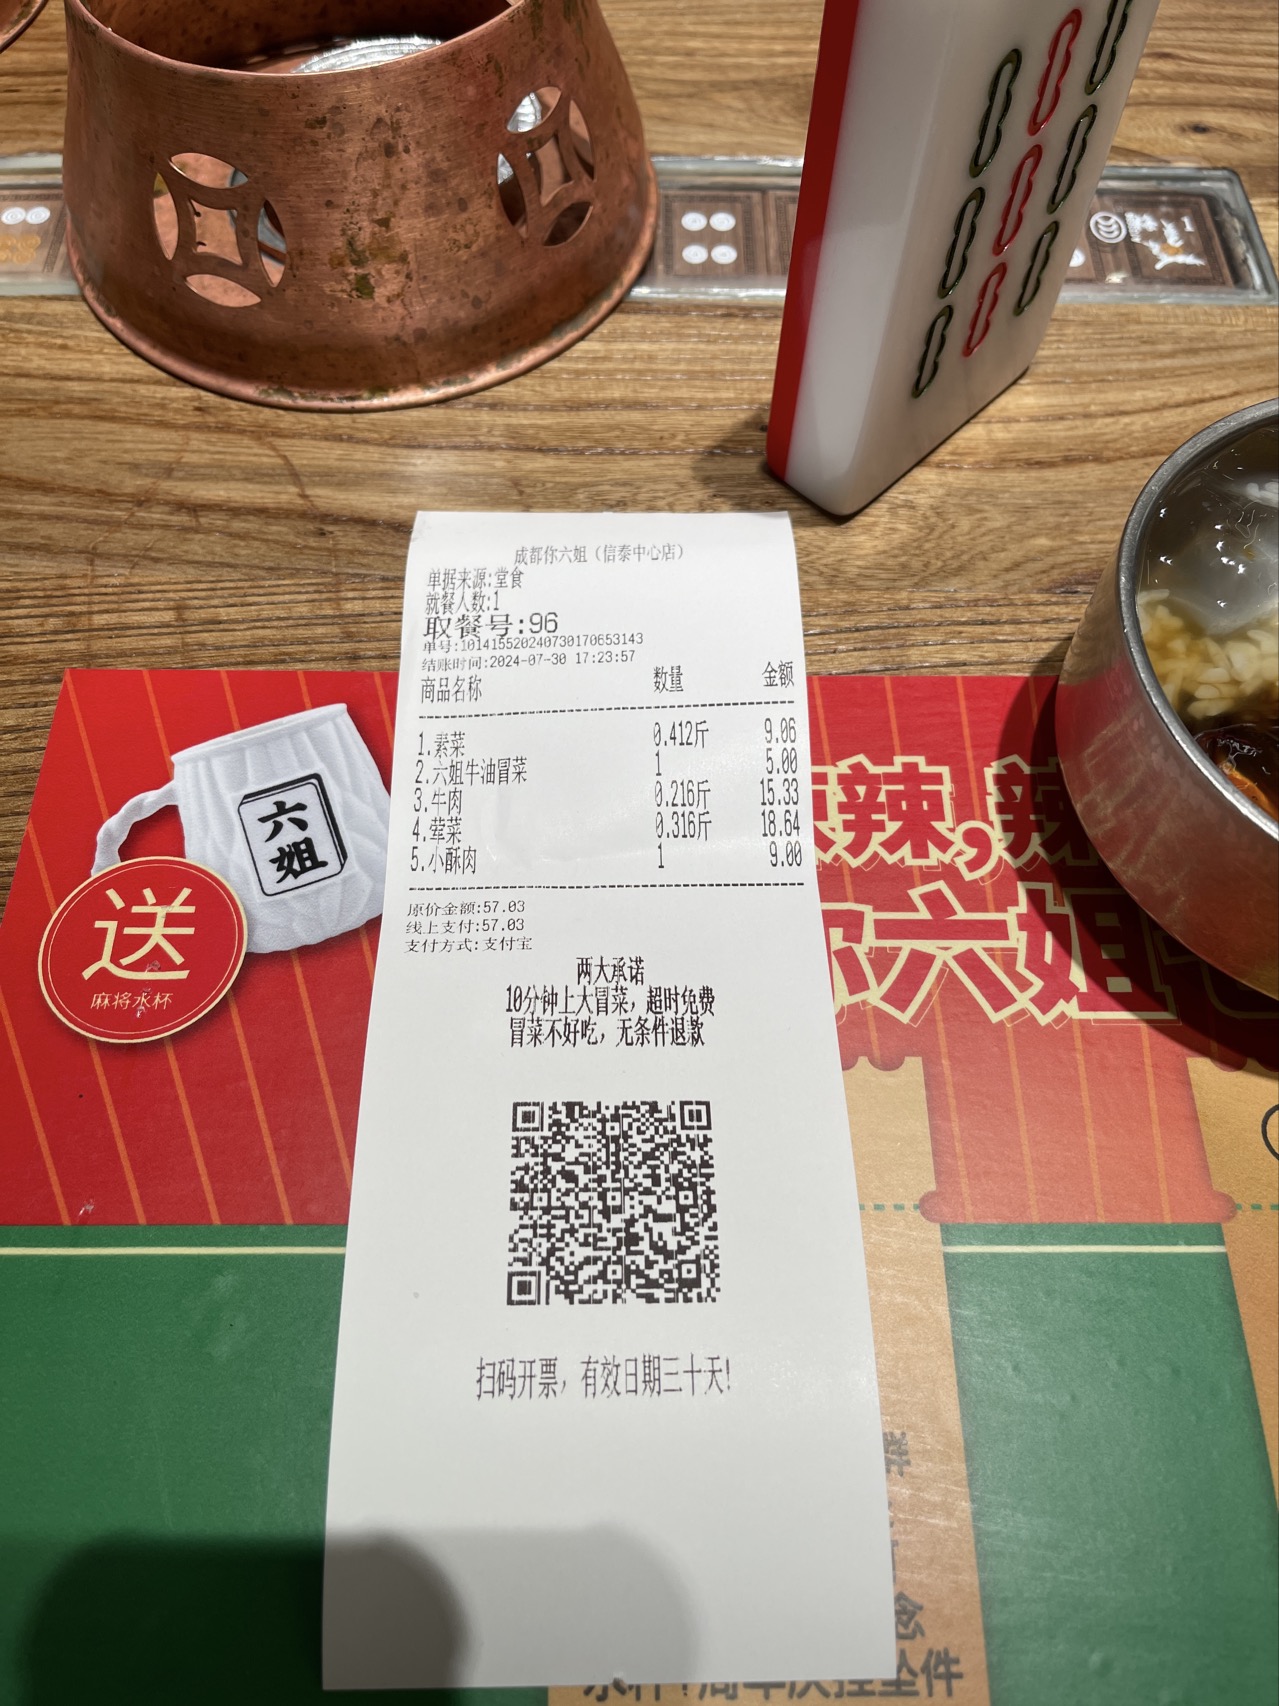 成都你六姐（信泰中心店）
单据来源:堂食
就餐人数:1
取餐号:96
单号:101415520240730170653143
结账时间:2024-07-30 17:23:57
商品名称 数量 金额
1.素菜 0.412斤 9.06
2.六姐牛油冒菜 1 5.00
3.牛肉 0.216斤 15.33
4.荤菜 0.316斤 18.64
5.小酥肉 1 9.00
原价金额:57.03
线上支付:57.03
支付方式:支付宝
两大承诺
10分钟上大冒菜，超时免费
冒菜不好吃，无条件退款
扫码开票，有效日期三十天!
六姐
送
麻将水杯
辣,辣
你六姐
念
坠件